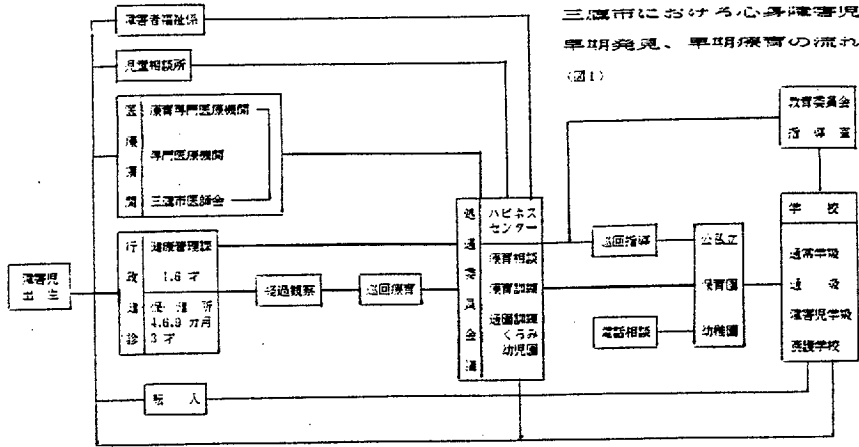 三鷹市における心身障害児
早期発見、早期療育の流れ
(図1)
障害者福祉係
児童相談所
医療機関
療育専門医療機関
専門医療機関
三鷹市医師会
行政健診
健康管理課
1.6才
保健所
4.6.9カ月
3才
障害児
出生
経過観察
巡回療育
転入
ハピネス
センター
療育相談
療育訓練
通園訓練
くるみ
幼児園
巡回指導
電話相談
公私立
保育園
幼稚園
教育委員会
指導室
学校
通常学級
通級
障害児学級
養護学校